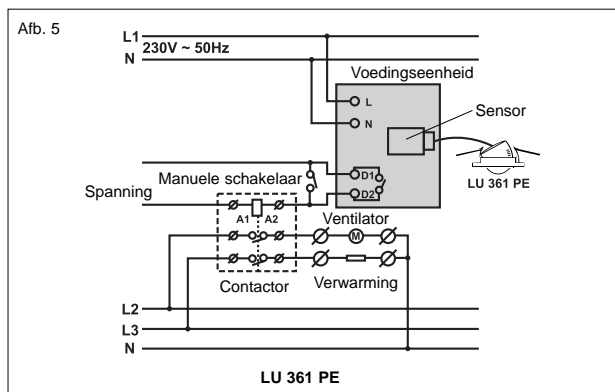 Afb. 5
L1
230V ~ 50Hz
N
Voedingseenheid
L
N
Sensor
LU 361 PE
D1
D2
Manuele schakelaar
Spanning
A1 A2
Ventilator
M
Contactor
Verwarming
L2
L3
N
LU 361 PE